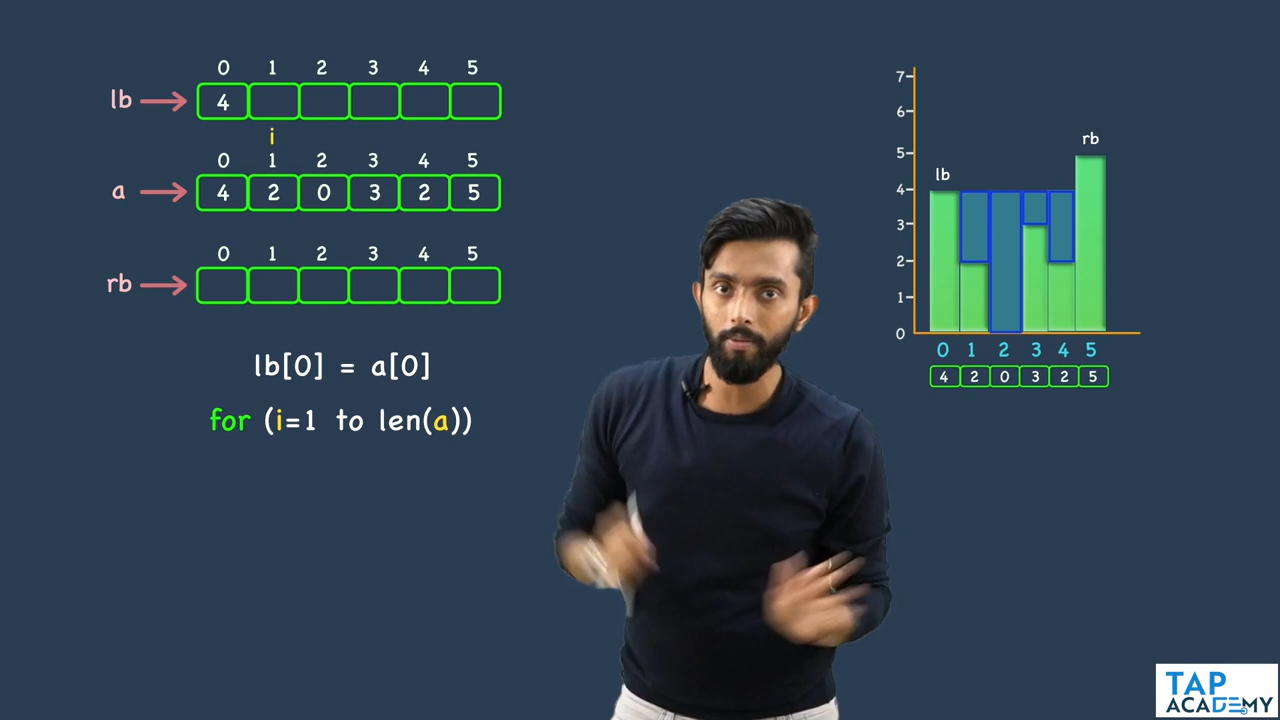 0 1 2 3 4 5
lb → 4
i
0 1 2 3 4 5
a → 4 2 0 3 2 5
0 1 2 3 4 5
rb →
lb[0] = a[0]
for (i=1 to len(a))
7
6
5
4
3
2
1
0
lb
rb
0 1 2 3 4 5
4 2 0 3 2 5
TAP
ACADEMY